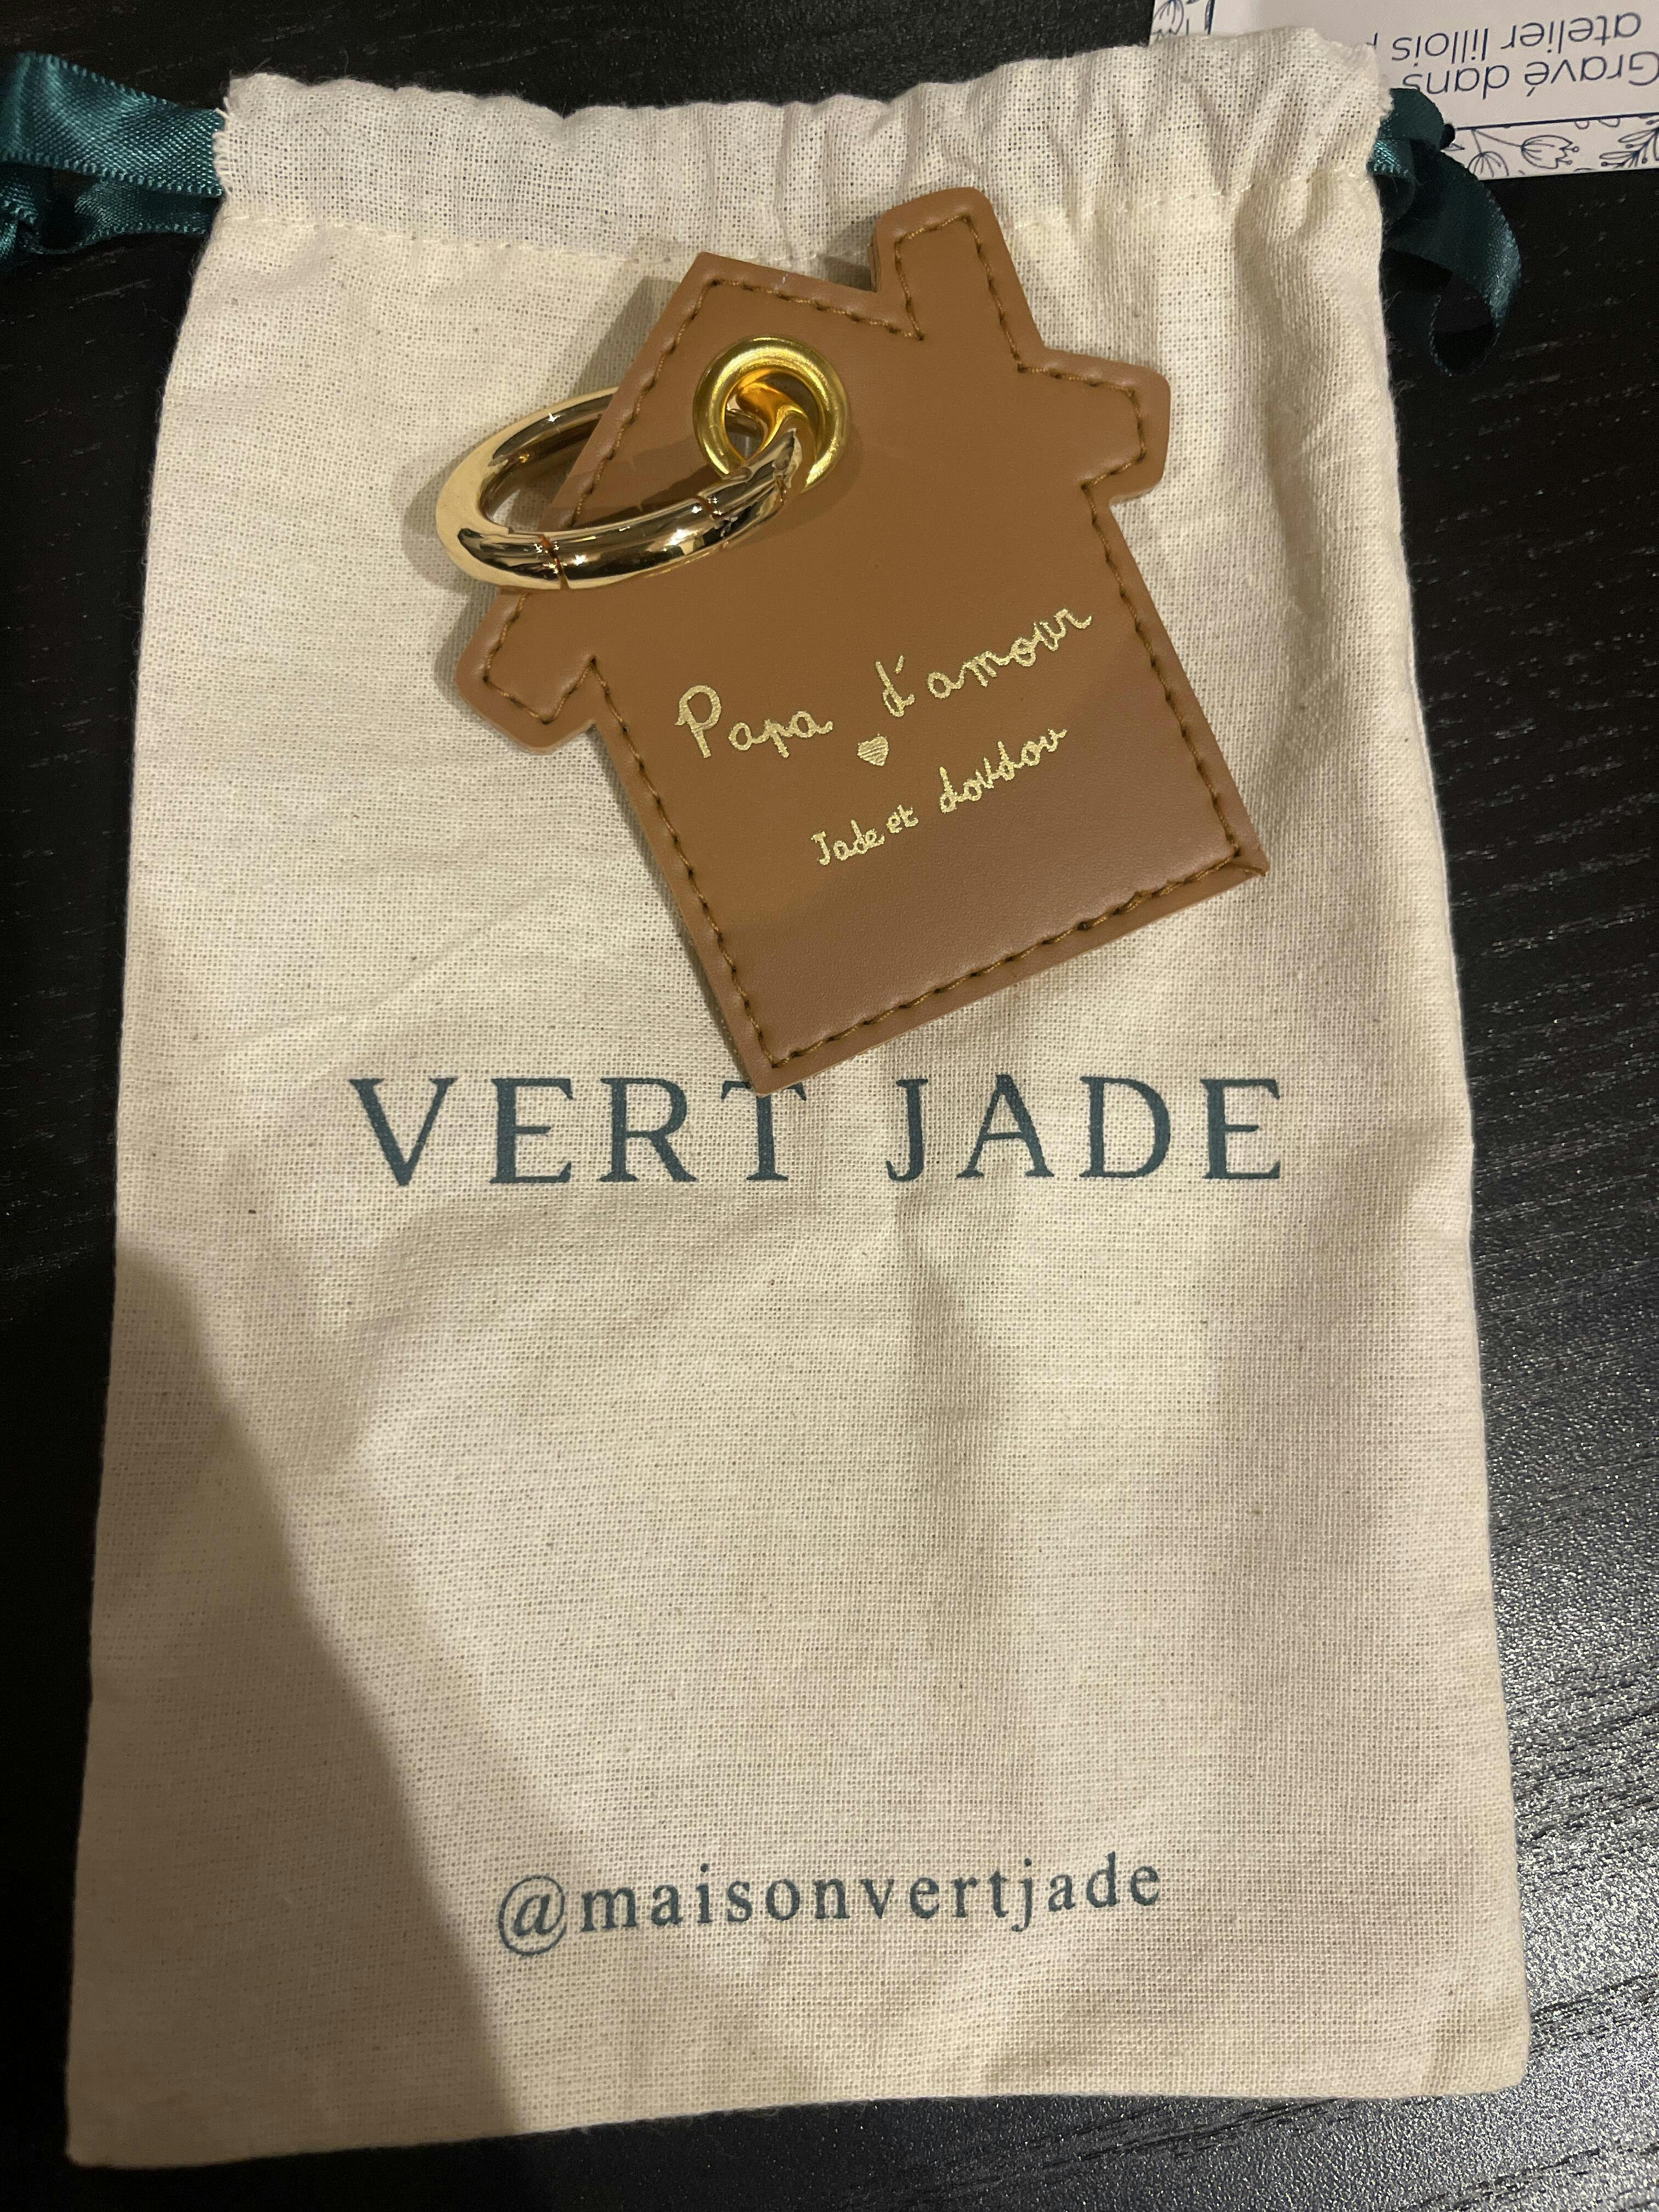 Gravé dans
atelier lillois
Papa d'amour
Jade et doudou
VERT JADE
@maisonvertjade